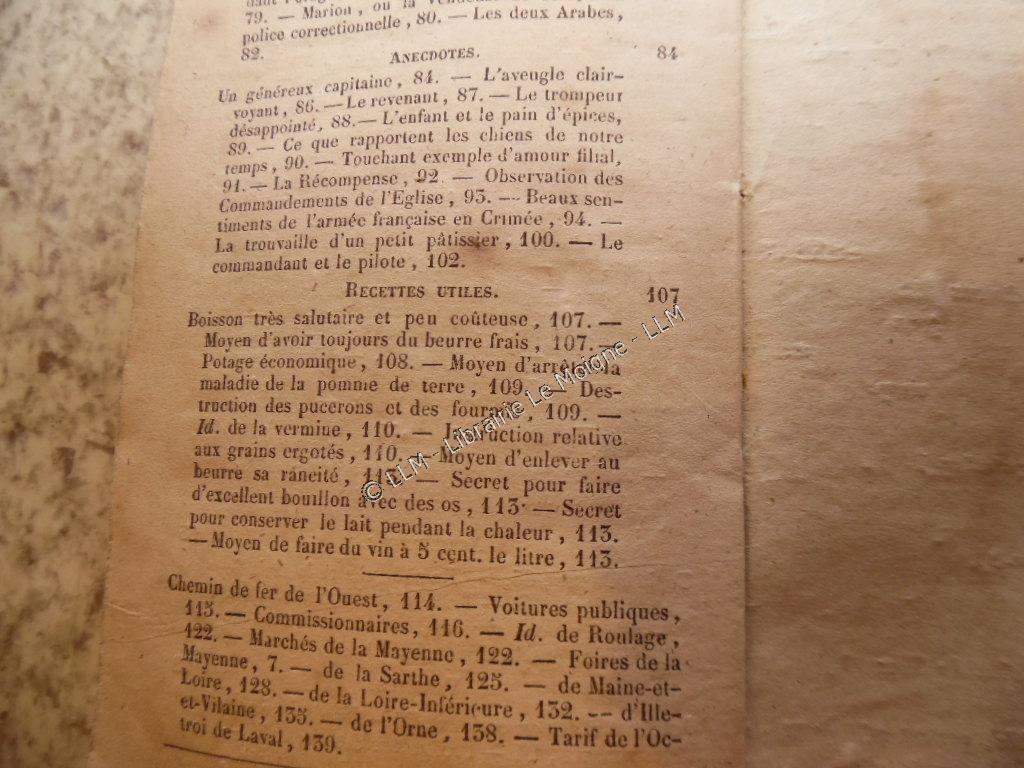 79. — Marion, ou la
police correctionnelle, 80. — Les deux Arabes,
82.
ANECDOTES. 84
Un généreux capitaine, 84. — L'aveugle clair-
voyant, 86. — Le revenant, 87. — Le trompeur
désappointé, 88. — L'enfant et le pain d'épices,
89. — Ce que rapportent les chiens de notre
temps, 90. — Touchant exemple d'amour filial,
91. — La Récompense, 92. — Observation des
Commandements de l'Eglise, 93. — Beaux sen-
timents de l'armée française en Crimée, 94. —
La trouvaille d'un petit pâtissier, 100. — Le
commandant et le pilote, 102.
RECETTES UTILES. 107
Boisson très salutaire et peu coûteuse, 107. —
Moyen d'avoir toujours du beurre frais, 107. —
Potage économique, 108. — Moyen d'arrêter la
maladie de la pomme de terre, 109. — Des-
truction des pucerons et des fourmis, 109. —
Id. de la vermine, 110. — Instruction relative
aux grains ergotés, 110. — Moyen d'enlever au
beurre sa rancité, — Secret pour faire
d'excellent bouillon avec des os, 113. — Secret
pour conserver le lait pendant la chaleur, 113.
— Moyen de faire du vin à 5 cent. le litre, 113.
Chemin de fer de l'Ouest, 114. — Voitures publiques,
115. — Commissionnaires, 116. — Id. de Roulage,
122. — Marchés de la Mayenne, 122. — Foires de la
Mayenne, 7. — de la Sarthe, 125. — de Maine-et-
Loire, 128. — de la Loire-Inférieure, 132. — d'Ille-
et-Vilaine, 135. — de l'Orne, 138. — Tarif de l'Oc-
troi de Laval, 139.
© LLM - Librairie Le Moigne - LLM